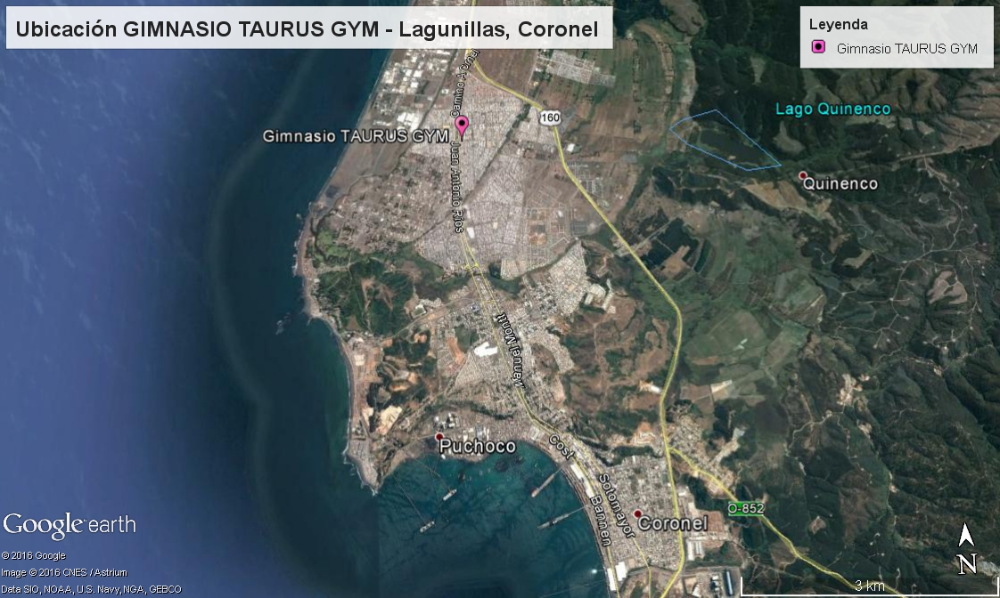 Ubicación GIMNASIO TAURUS GYM - Lagunillas, Coronel
Leyenda
Gimnasio TAURUS GYM
Camino A Cmel
160
Lago Quinenco
Gimnasio TAURUS GYM
Juan Antonio Ríos
Quinenco
Manuel Montt
Puchoco
Cost
Sotomayor
Bannen
Coronel
O-852
Google earth
© 2016 Google
Image © 2016 CNES / Astrium
Data SIO, NOAA, U.S. Navy, NGA, GEBCO
N
3 km